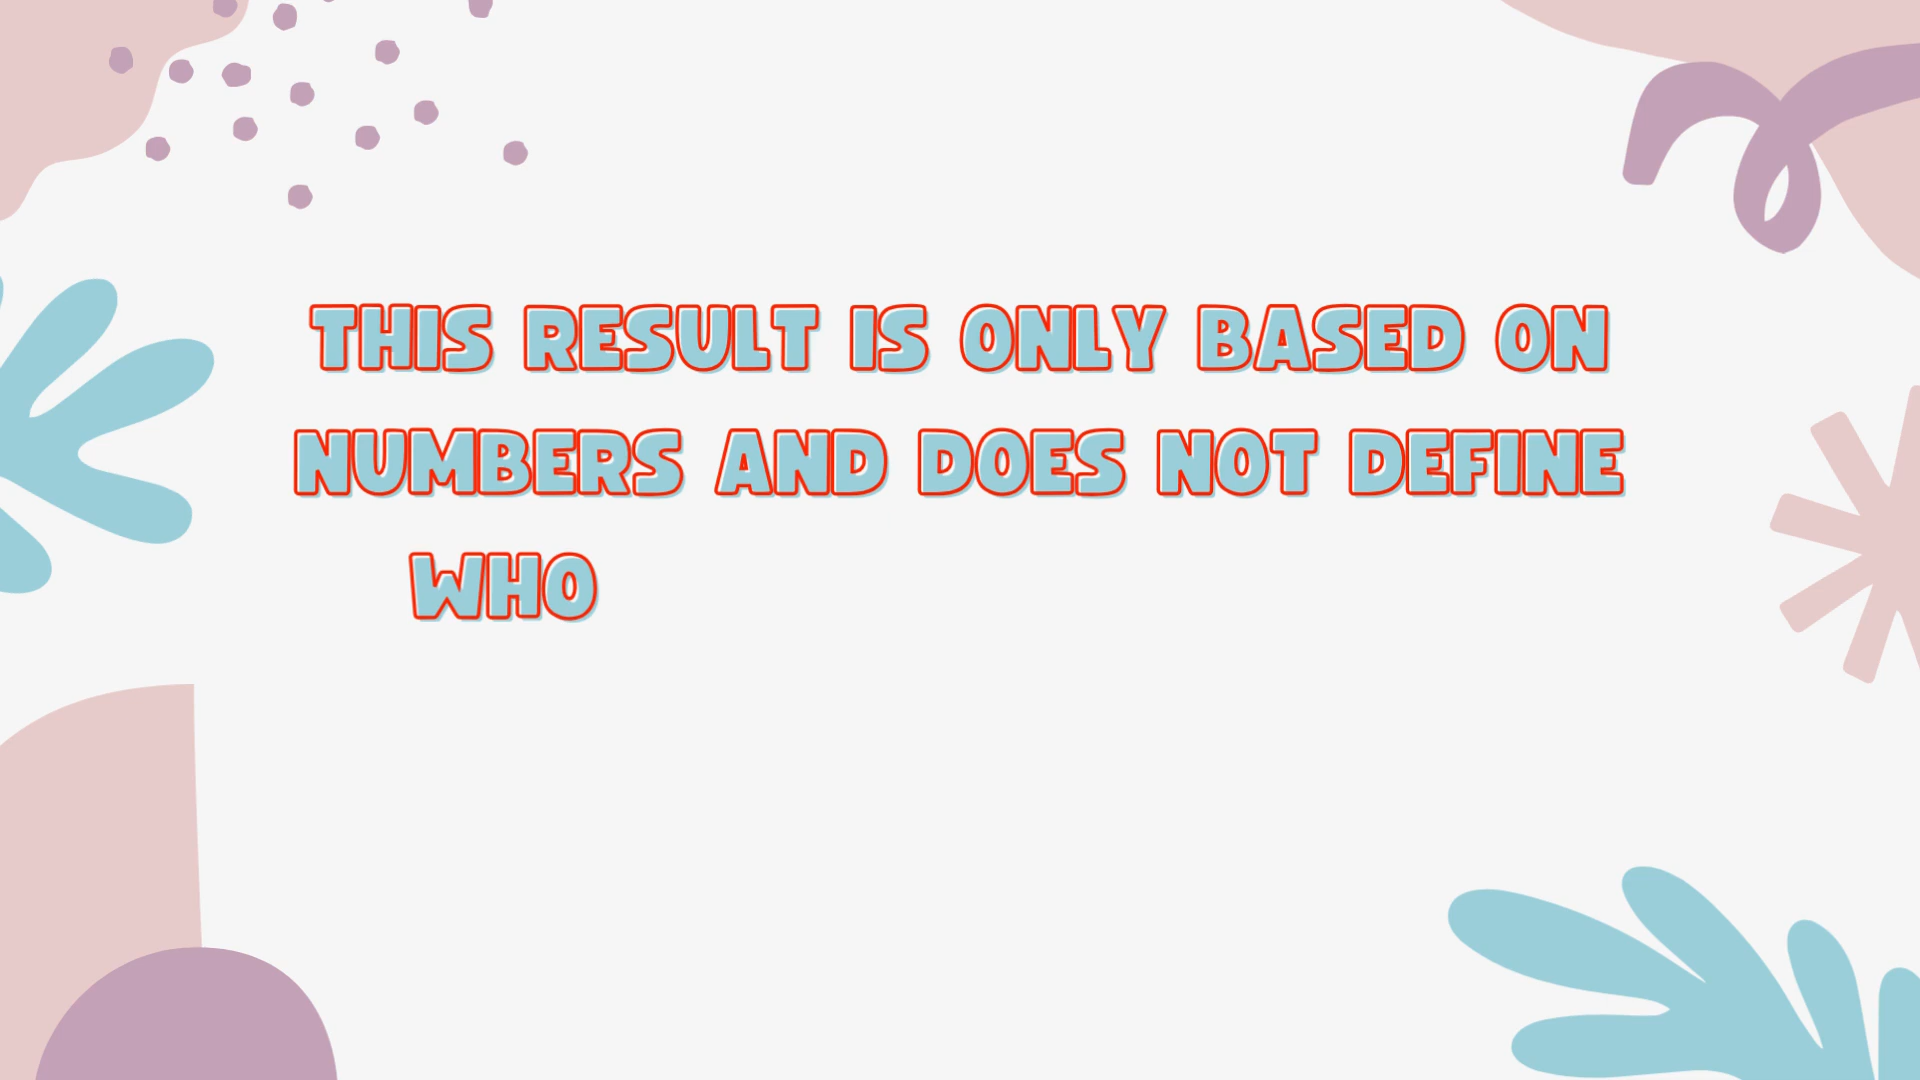 THIS RESULT IS ONLY BASED ON
NUMBERS AND DOES NOT DEFINE
WHO